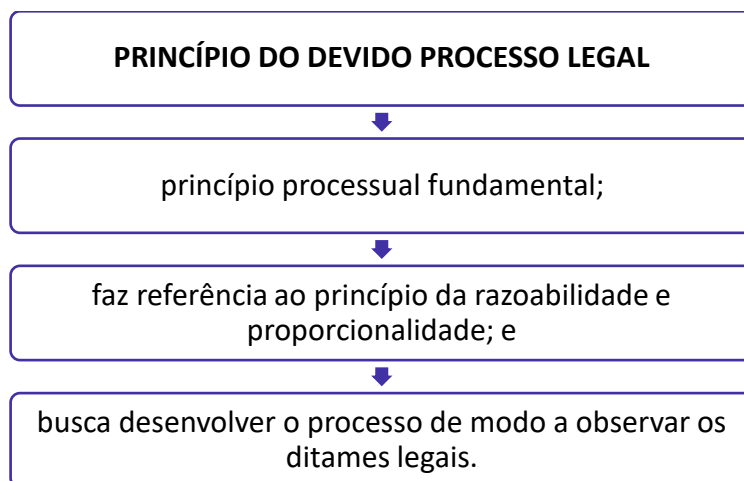 PRINCÍPIO DO DEVIDO PROCESSO LEGAL
princípio processual fundamental;
faz referência ao princípio da razoabilidade e
proporcionalidade; e
busca desenvolver o processo de modo a observar os
ditames legais.